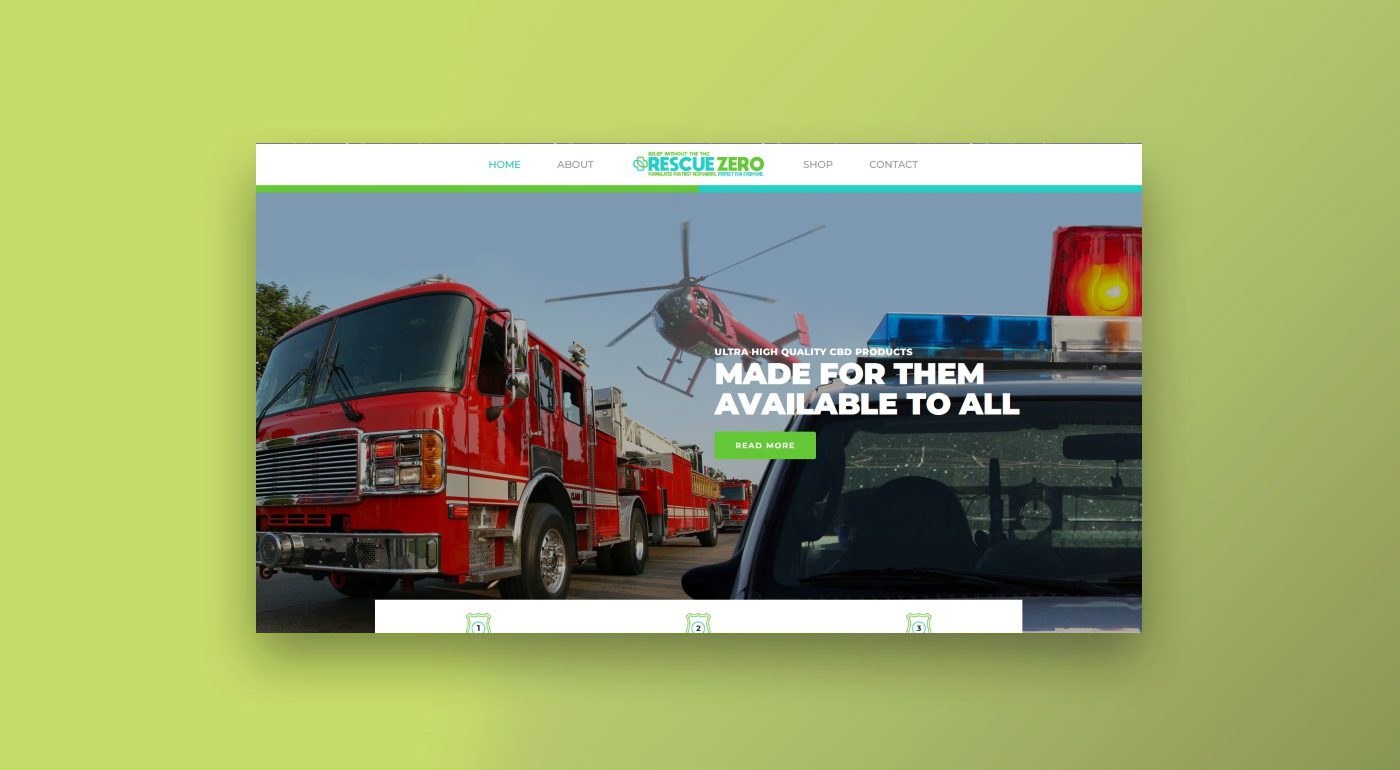 HOME
ABOUT
RELIEF WITHOUT THE THC
RESCUE ZERO
FORMULATED FOR FIRST RESPONDERS. PERFECT FOR EVERYONE.
SHOP
CONTACT
ULTRA HIGH QUALITY CBD PRODUCTS
MADE FOR THEM
AVAILABLE TO ALL
READ MORE
1
2
3